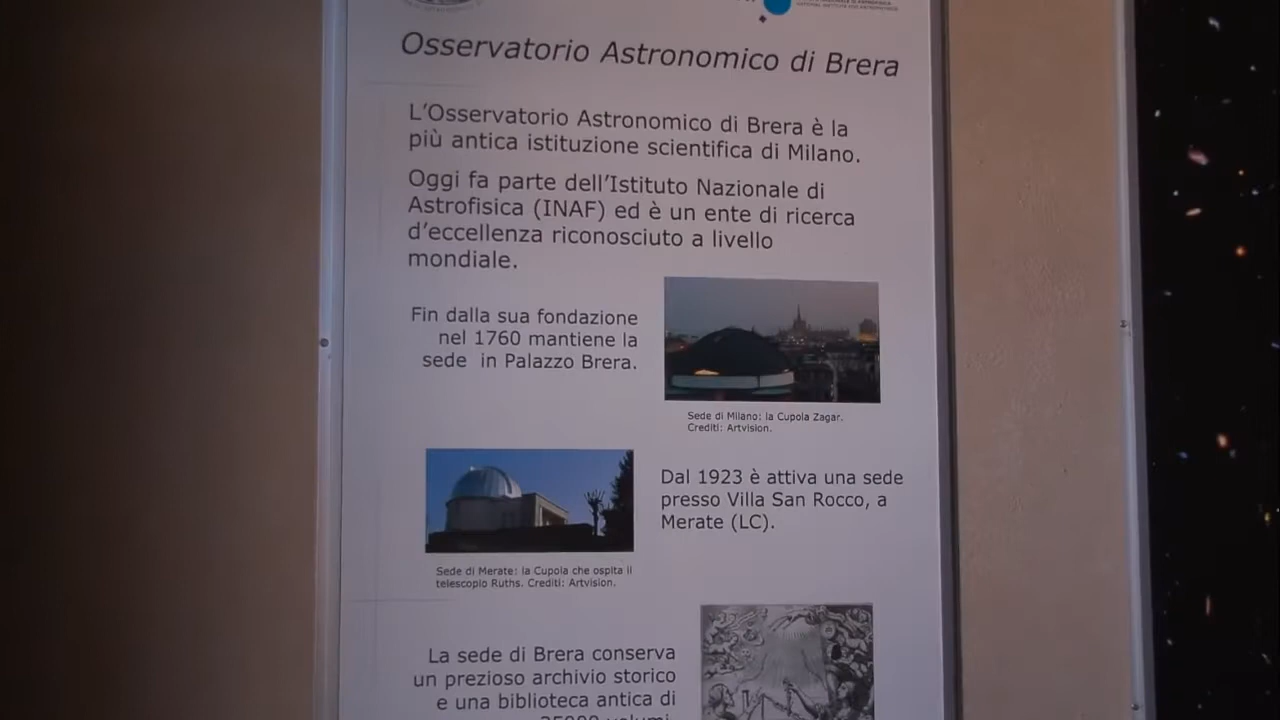 Osservatorio Astronomico di Brera
L'Osservatorio Astronomico di Brera è la
più antica istituzione scientifica di Milano.
Oggi fa parte dell'Istituto Nazionale di
Astrofisica (INAF) ed è un ente di ricerca
d'eccellenza riconosciuto a livello
mondiale.
Fin dalla sua fondazione
nel 1760 mantiene la
sede in Palazzo Brera.
Sede di Milano: la Cupola Zagar.
Crediti: Artvision.
Dal 1923 è attiva una sede
presso Villa San Rocco, a
Merate (LC).
Sede di Merate: la Cupola che ospita il
telescopio Ruths. Crediti: Artvision.
La sede di Brera conserva
un prezioso archivio storico
e una biblioteca antica di